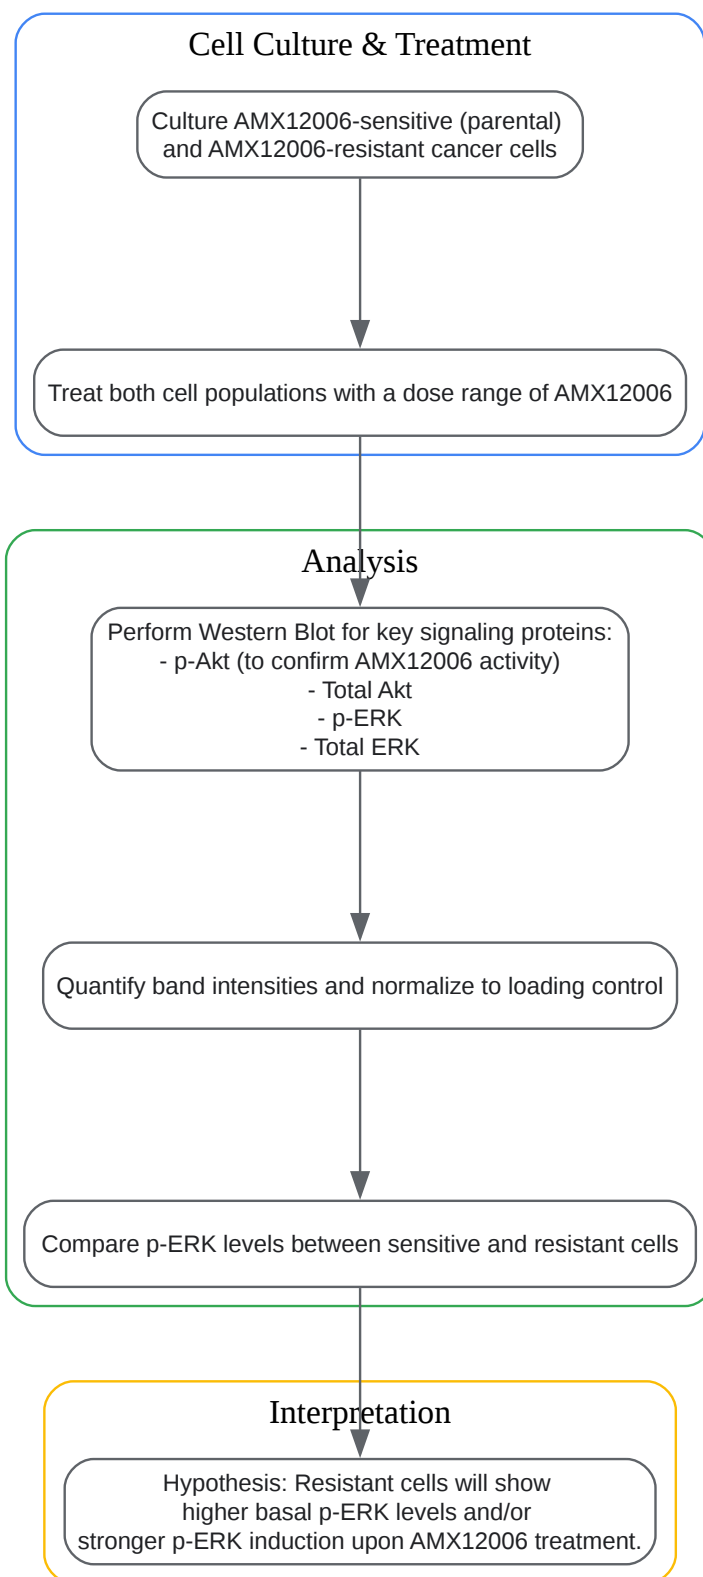 Cell Culture & Treatment
Culture AMX12006-sensitive (parental)
and AMX12006-resistant cancer cells
Treat both cell populations with a dose range of AMX12006
Analysis
Perform Western Blot for key signaling proteins:
- p-Akt (to confirm AMX12006 activity)
- Total Akt
- p-ERK
- Total ERK
Quantify band intensities and normalize to loading control
Compare p-ERK levels between sensitive and resistant cells
Interpretation
Hypothesis: Resistant cells will show
higher basal p-ERK levels and/or
stronger p-ERK induction upon AMX12006 treatment.